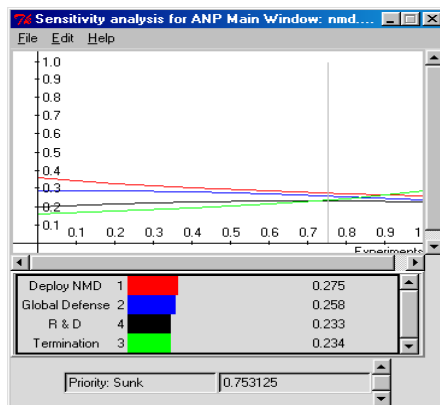 Sensitivity analysis for ANP Main Window: nmd....
File Edit Help
1.0
0.9
0.8
0.7
0.6
0.5
0.4
0.3
0.2
0.1
0.1 0.2 0.3 0.4 0.5 0.6 0.7 0.8 0.9 1
Experiments
Deploy NMD 1 0.275
Global Defense 2 0.258
R & D 4 0.233
Termination 3 0.234
Priority: Sunk 0.753125